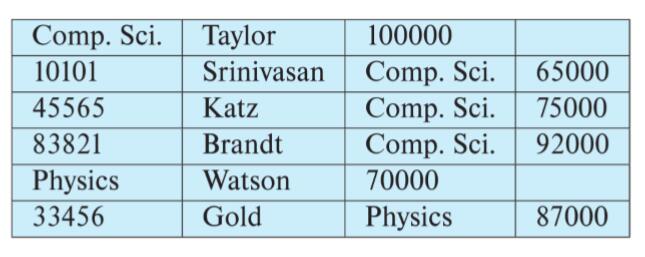 Comp. Sci. Taylor 100000
10101 Srinivasan Comp. Sci. 65000
45565 Katz Comp. Sci. 75000
83821 Brandt Comp. Sci. 92000
Physics Watson 70000
33456 Gold Physics 87000